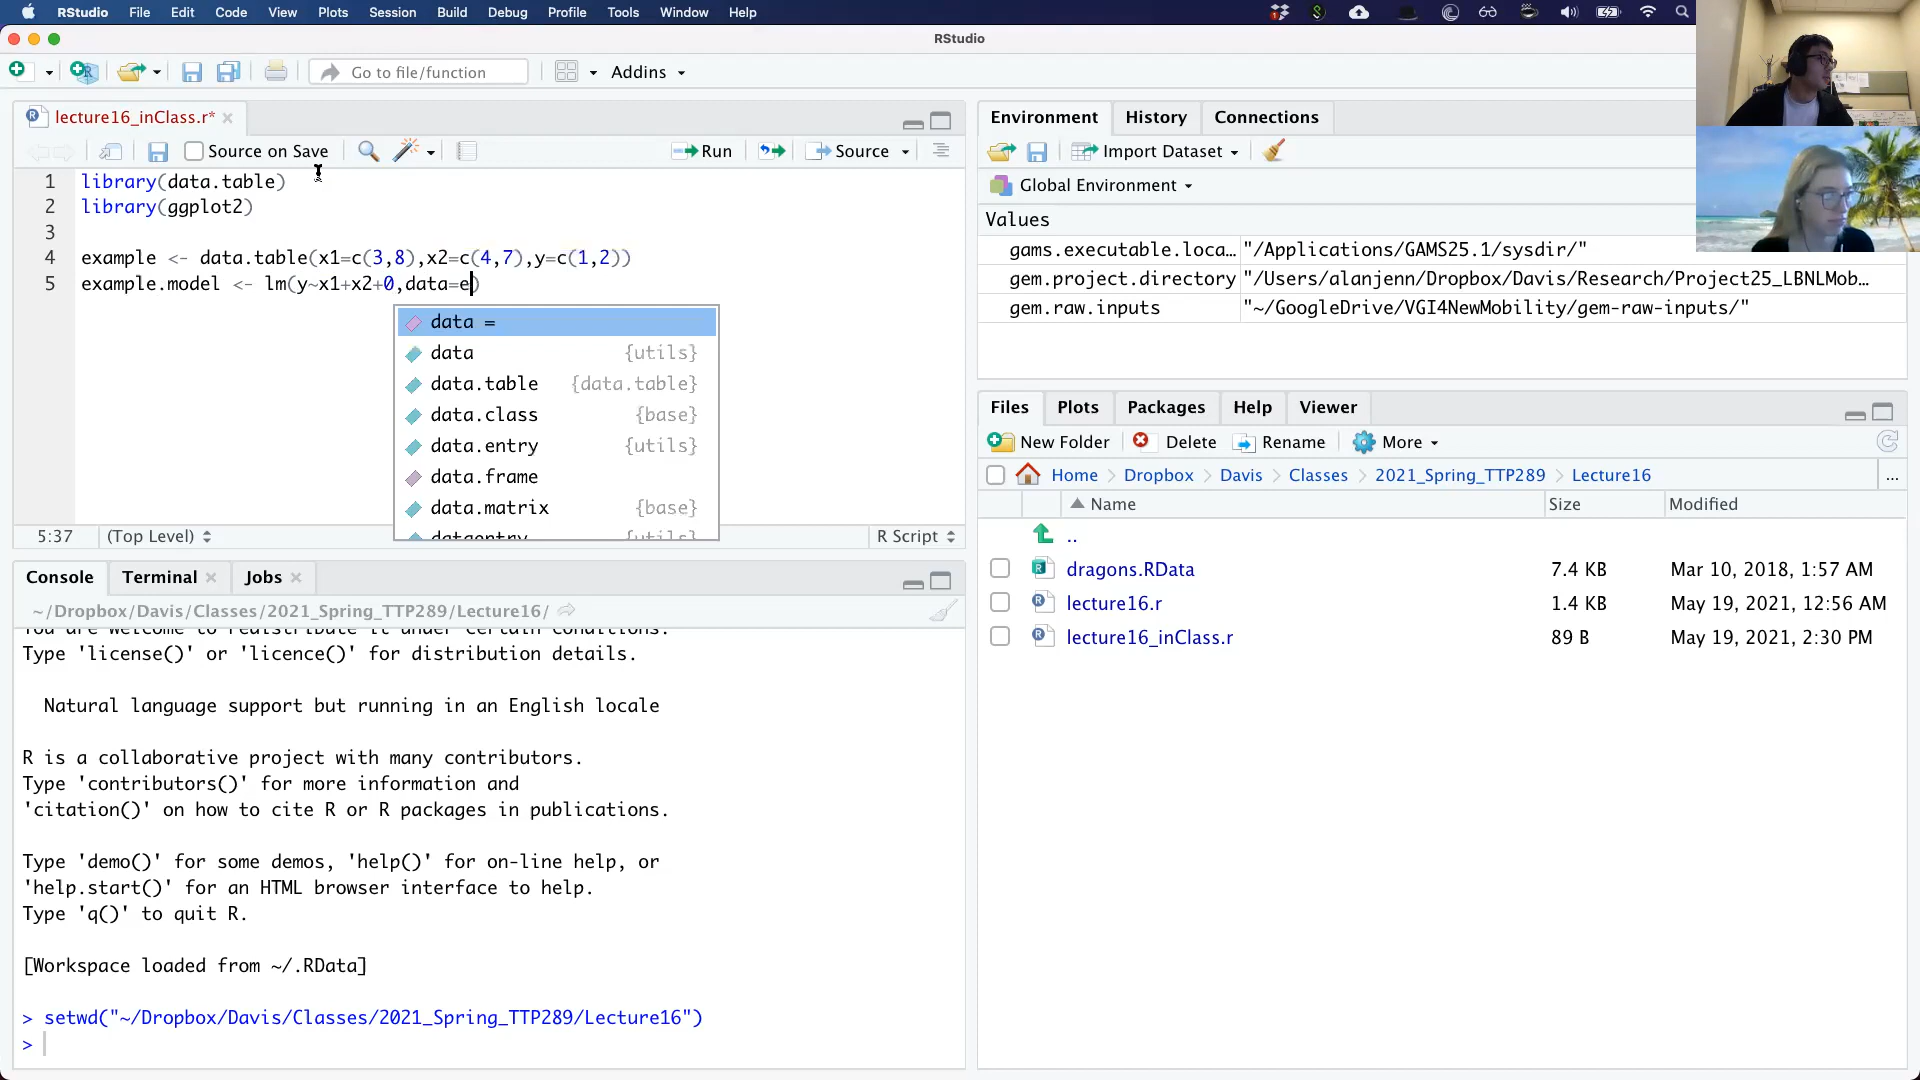 RStudio File Edit Code View Plots Session Build Debug Profile Tools Window Help
RStudio
Go to file/function Addins
lecture16_inClass.r*
Source on Save Run Source
1 library(data.table)
2 library(ggplot2)
3
4 example <- data.table(x1=c(3,8),x2=c(4,7),y=c(1,2))
5 example.model <- lm(y~x1+x2+0,data=e)
data =
data {utils}
data.table {data.table}
data.class {base}
data.entry {utils}
data.frame
data.matrix {base}
5:37 (Top Level) R Script
Console Terminal Jobs
~/Dropbox/Davis/Classes/2021_Spring_TTP289/Lecture16/
You are welcome to redistribute it under certain conditions.
Type 'license()' or 'licence()' for distribution details.
Natural language support but running in an English locale
R is a collaborative project with many contributors.
Type 'contributors()' for more information and
'citation()' on how to cite R or R packages in publications.
Type 'demo()' for some demos, 'help()' for on-line help, or
'help.start()' for an HTML browser interface to help.
Type 'q()' to quit R.
[Workspace loaded from ~/.RData]
> setwd("~/Dropbox/Davis/Classes/2021_Spring_TTP289/Lecture16")
>
Environment History Connections
Import Dataset
Global Environment
Values
gams.executable.loca… "/Applications/GAMS25.1/sysdir/"
gem.project.directory "/Users/alanjenn/Dropbox/Davis/Research/Project25_LBNLMob…
gem.raw.inputs "~/GoogleDrive/VGI4NewMobility/gem-raw-inputs/"
Files Plots Packages Help Viewer
New Folder Delete Rename More
Home > Dropbox > Davis > Classes > 2021_Spring_TTP289 > Lecture16 ...
Name Size Modified
..
dragons.RData 7.4 KB Mar 10, 2018, 1:57 AM
lecture16.r 1.4 KB May 19, 2021, 12:56 AM
lecture16_inClass.r 89 B May 19, 2021, 2:30 PM